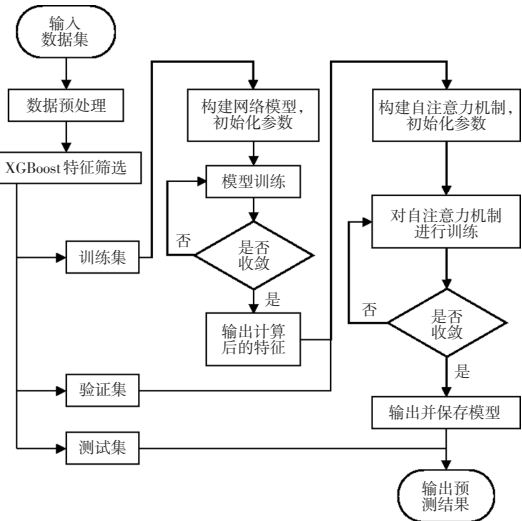 输入
数据集
数据预处理
XGBoost特征筛选
训练集
验证集
测试集
构建网络模型，
初始化参数
模型训练
否
是否
收敛
是
输出计算
后的特征
构建自注意力机制，
初始化参数
对自注意力机制
进行训练
否
是否
收敛
是
输出并保存模型
输出预
测结果